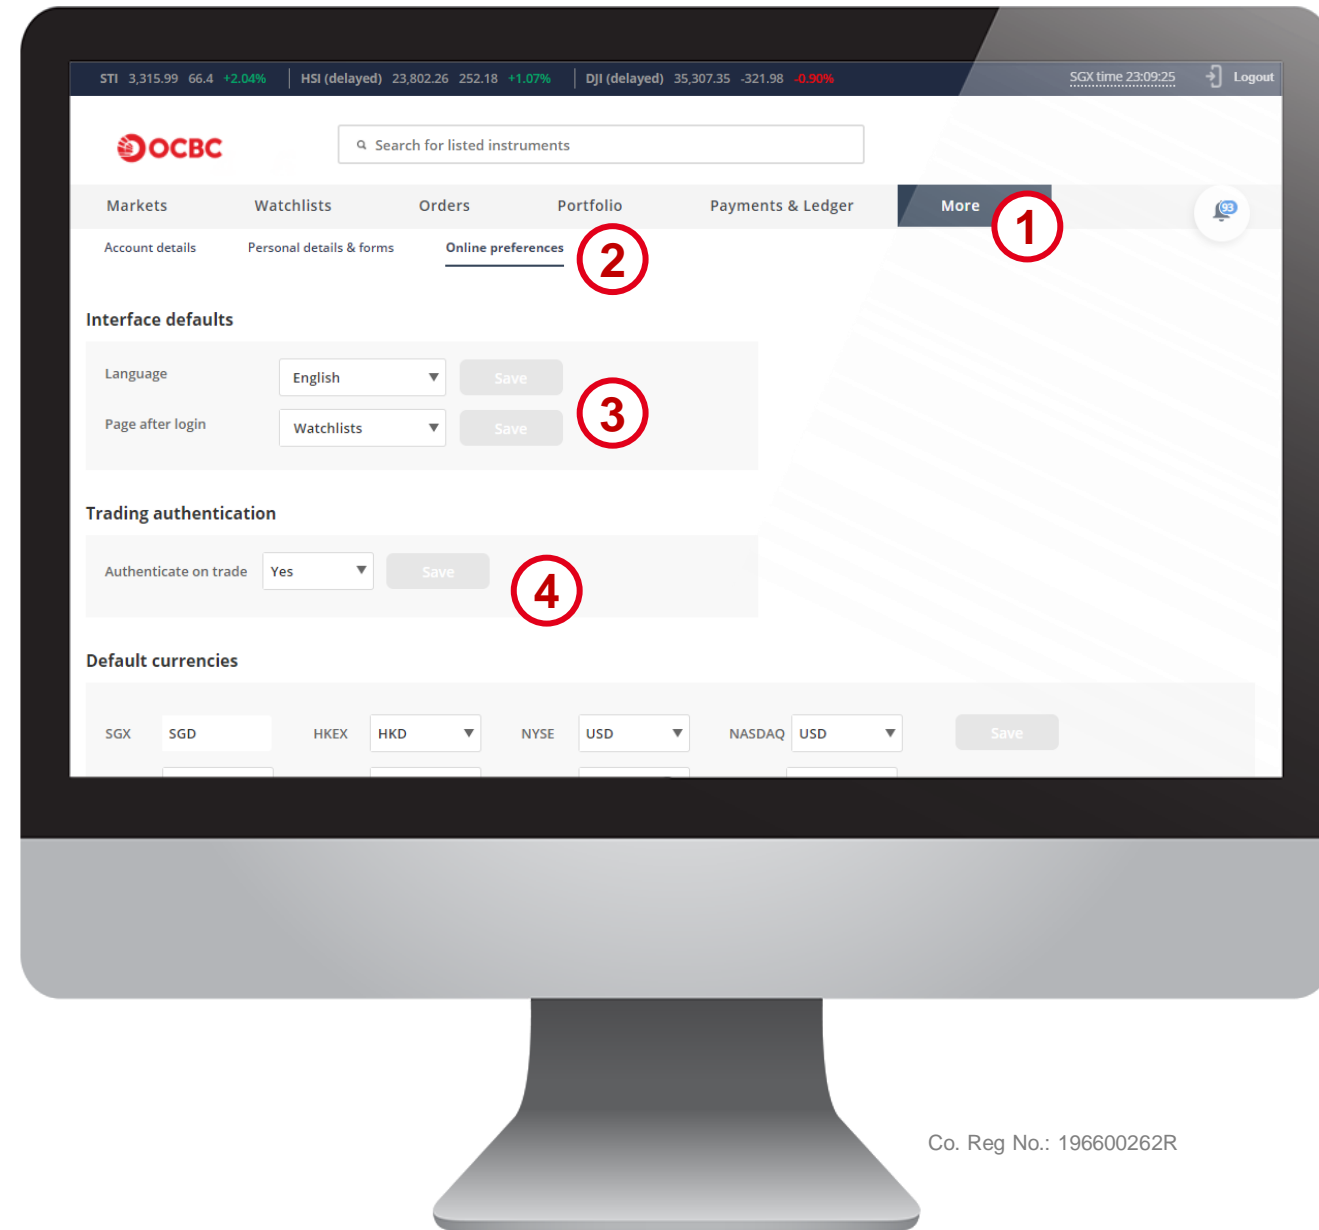 STI 3,315.99 66.4 +2.04% HSI (delayed) 23,802.26 252.18 +1.07% DJI (delayed) 35,307.35 -321.98 -0.90% SGX time 23:09:25 Logout
OCBC Search for listed instruments
Markets Watchlists Orders Portfolio Payments & Ledger More 1 93
Account details Personal details & forms Online preferences 2
Interface defaults
Language English Save
Page after login Watchlists Save 3
Trading authentication
Authenticate on trade Yes Save 4
Default currencies
SGX SGD HKEX HKD NYSE USD NASDAQ USD Save
Co. Reg No.: 196600262R